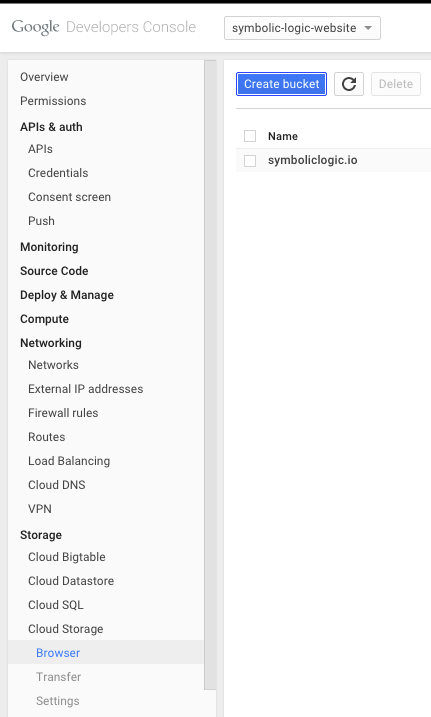 Google Developers Console symbolic-logic-website
Overview
Permissions
APIs & auth
APIs
Credentials
Consent screen
Push
Monitoring
Source Code
Deploy & Manage
Compute
Networking
Networks
External IP addresses
Firewall rules
Routes
Load Balancing
Cloud DNS
VPN
Storage
Cloud Bigtable
Cloud Datastore
Cloud SQL
Cloud Storage
Browser
Transfer
Settings
Create bucket Delete
Name
symboliclogic.io